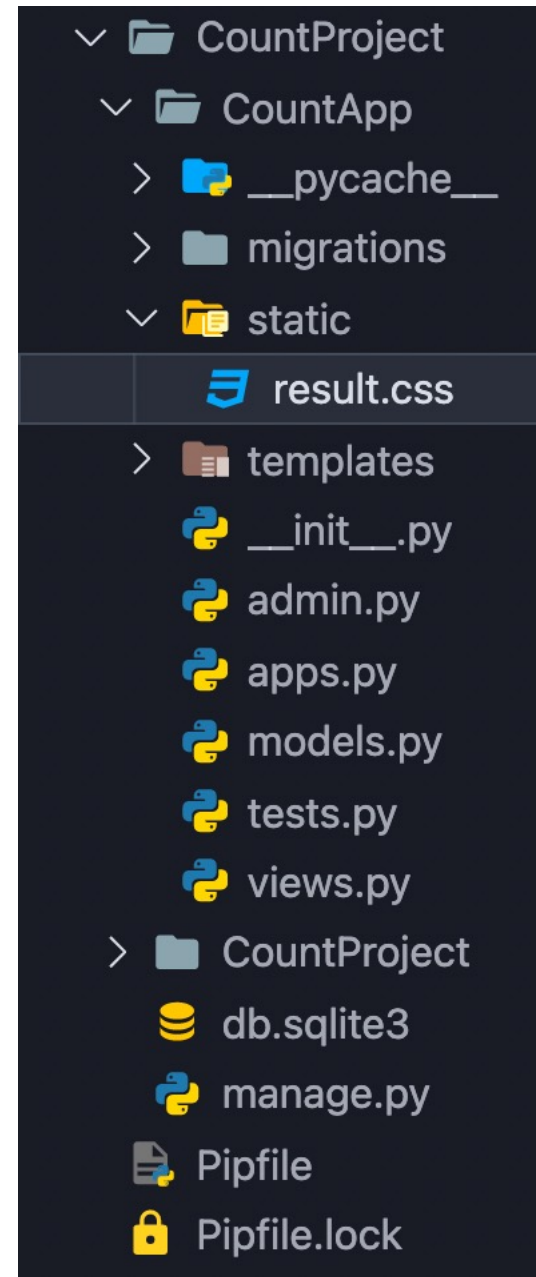 CountProject
CountApp
__pycache__
migrations
static
result.css
templates
__init__.py
admin.py
apps.py
models.py
tests.py
views.py
CountProject
db.sqlite3
manage.py
Pipfile
Pipfile.lock